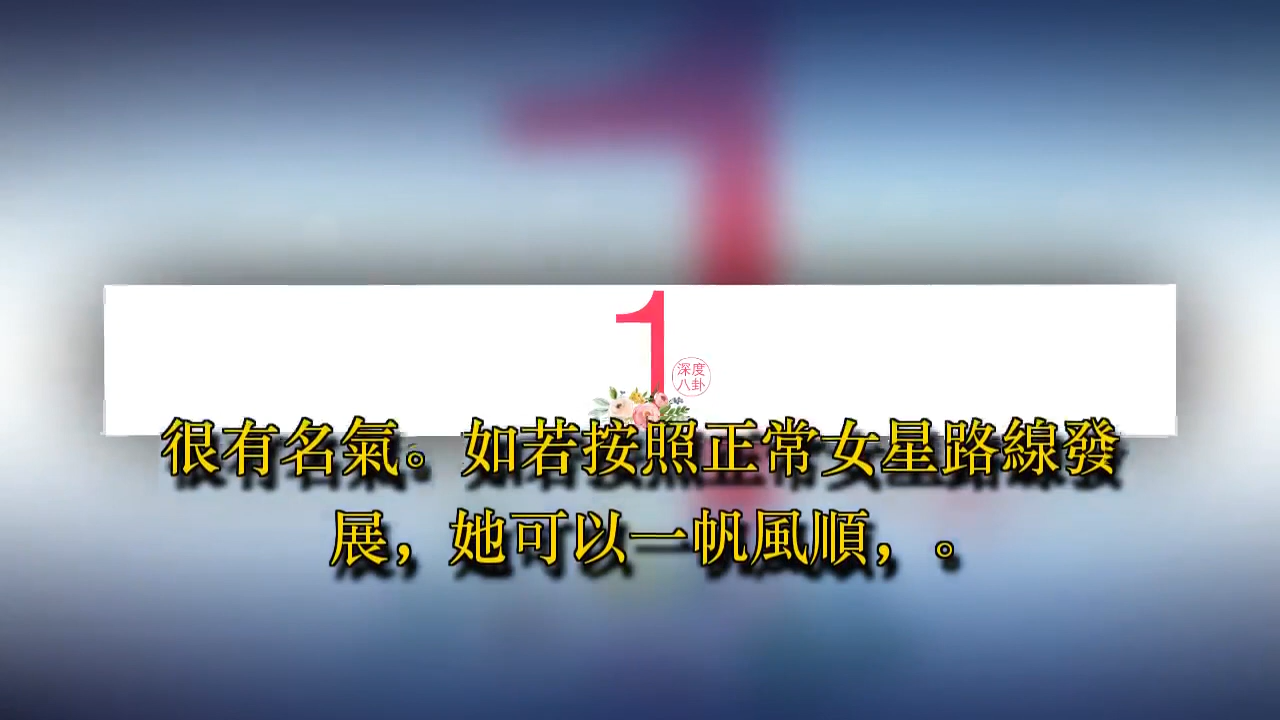 1
深度
八卦
很有名氣。如若按照正常女星路線發
展，她可以一帆風順，。